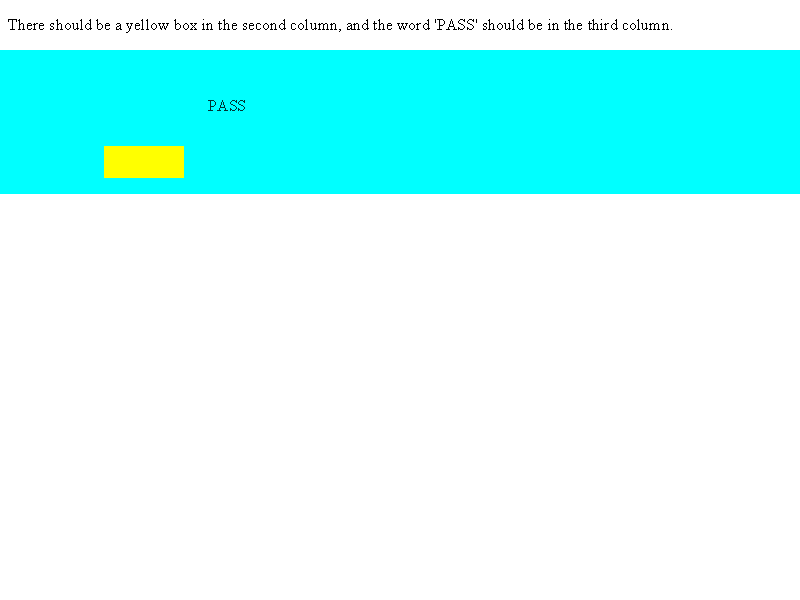 There should be a yellow box in the second column, and the word 'PASS' should be in the third column.
PASS